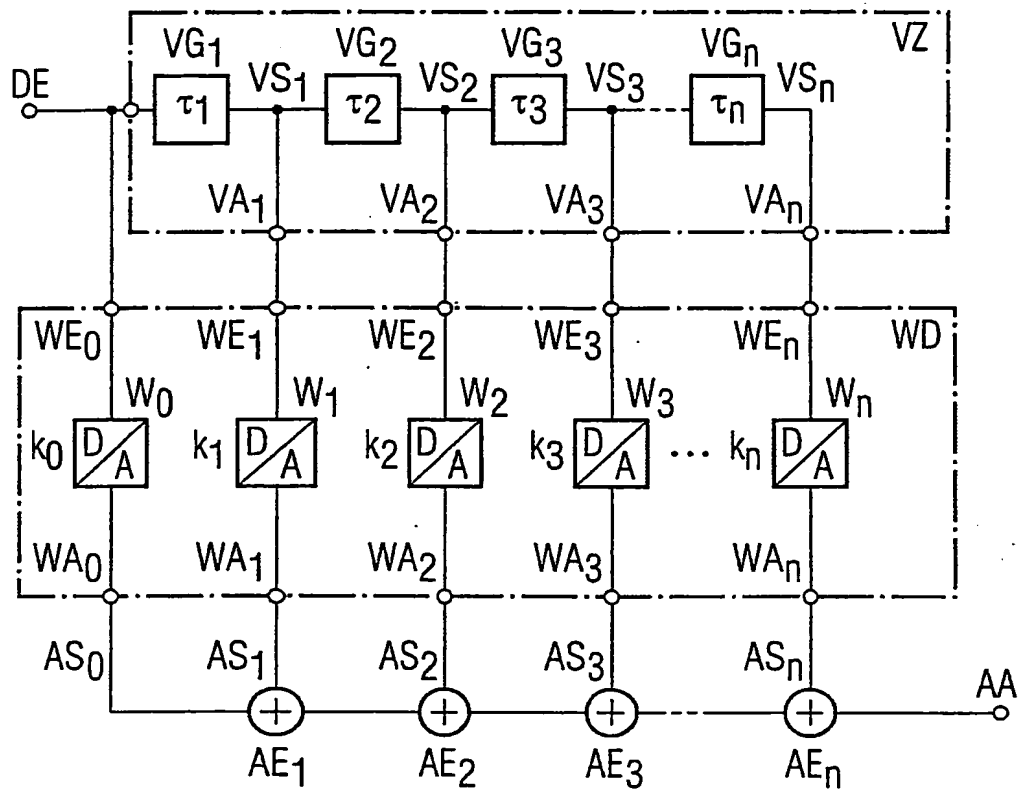 VG1 VG2 VG3 VGn VZ
DE VS1 VS2 VS3 VSn
τ1 τ2 τ3 τn
VA1 VA2 VA3 VAn
WE0 WE1 WE2 WE3 WEn WD
W0 W1 W2 W3 Wn
k0 D/A k1 D/A k2 D/A k3 D/A ... kn D/A
WA0 WA1 WA2 WA3 WAn
AS0 AS1 AS2 AS3 ASn AA
+ + + +
AE1 AE2 AE3 AEn